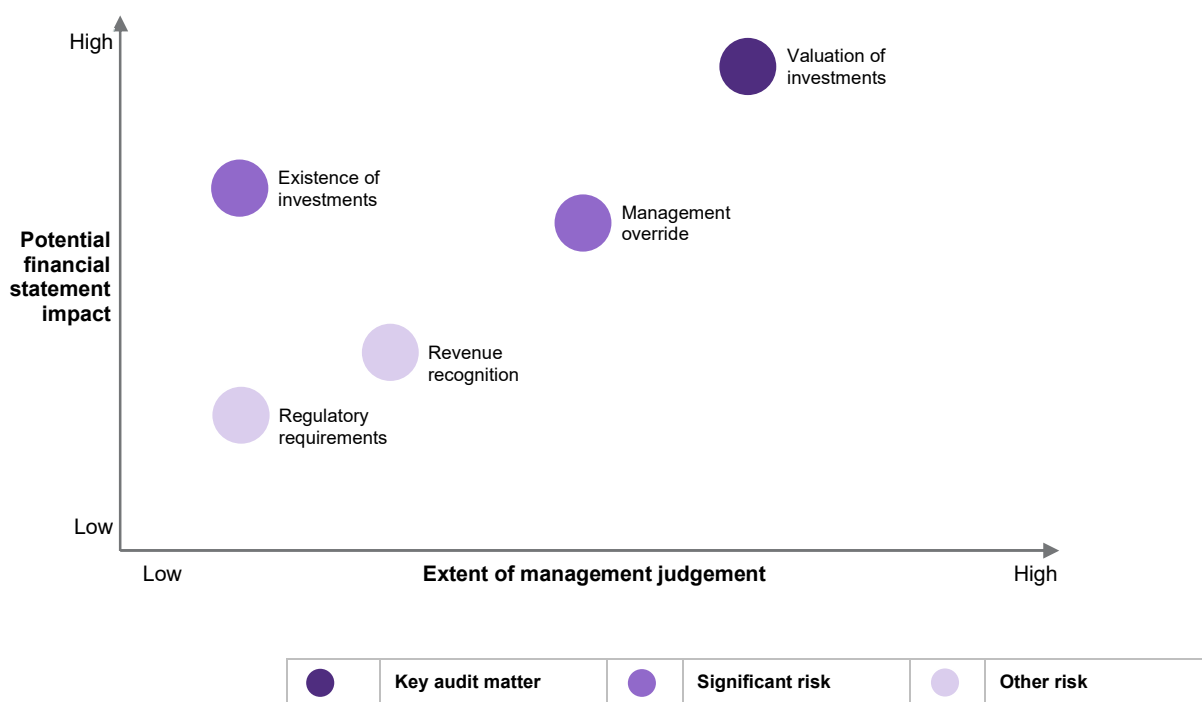 High
Valuation of
investments
Existence of
investments
Management
override
Potential
financial
statement
impact
Revenue
recognition
Regulatory
requirements
Low
Low
Extent of management judgement
High
Key audit matter
Significant risk
Other risk